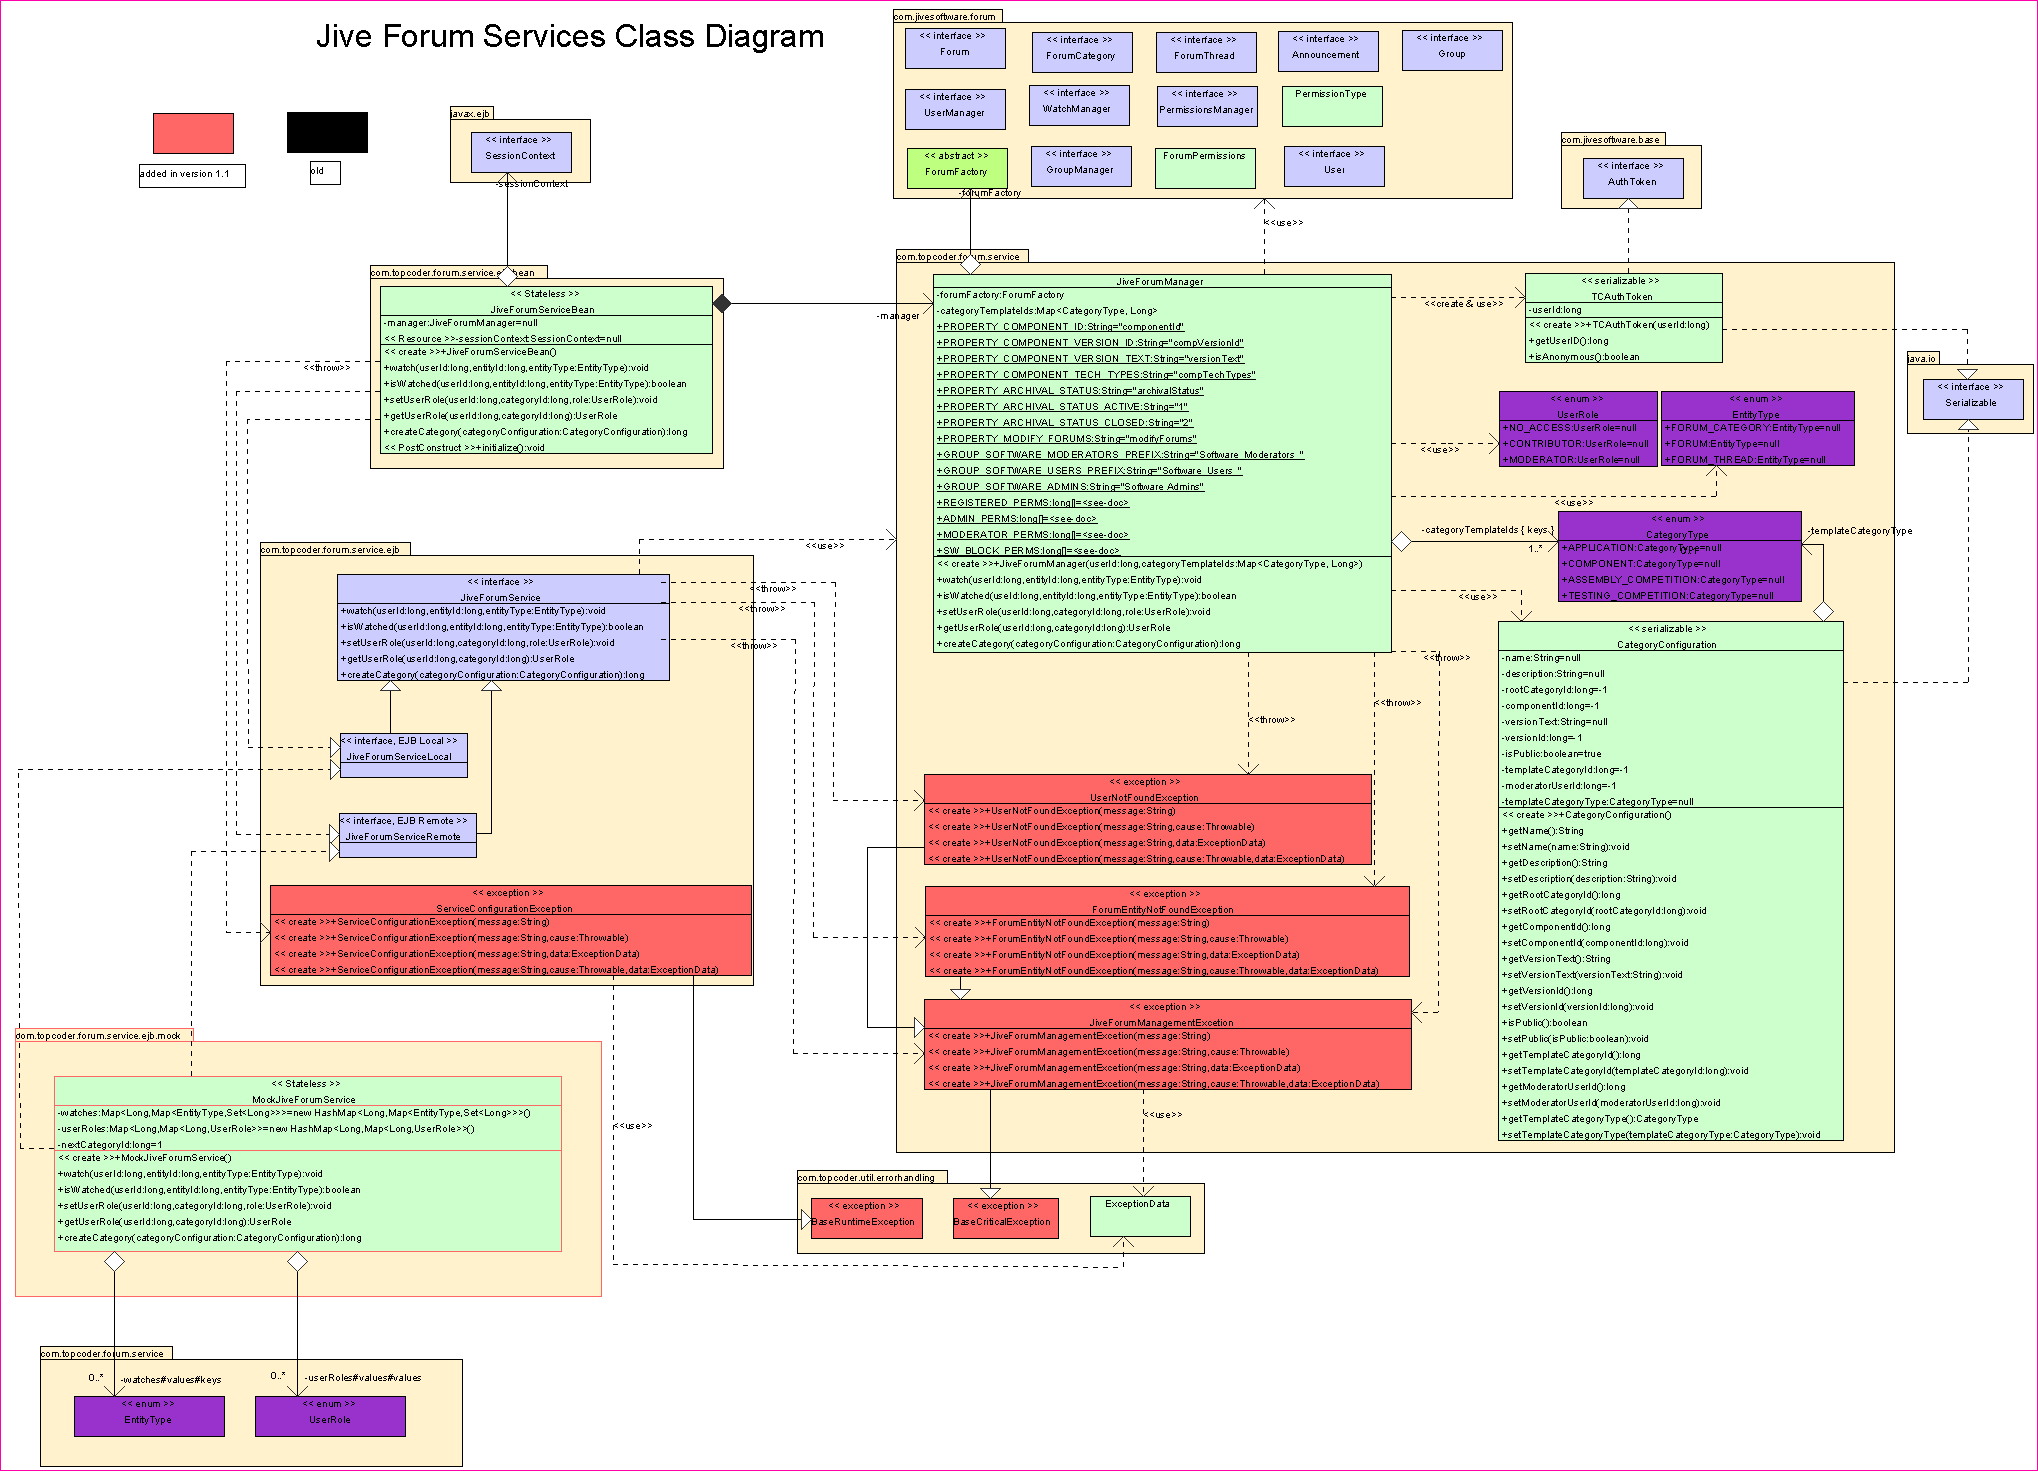 Jive Forum Services Class Diagram
added in version 1.1
old
javax.ejb
<< interface >>
SessionContext
-sessionContext
com.jivesoftware.forum
<< interface >>
Forum
<< interface >>
ForumCategory
<< interface >>
ForumThread
<< interface >>
Announcement
<< interface >>
Group
<< interface >>
UserManager
<< interface >>
WatchManager
<< interface >>
PermissionsManager
PermissionType
<< abstract >>
ForumFactory
<< interface >>
GroupManager
ForumPermissions
<< interface >>
User
-forumFactory
<<use>>
com.jivesoftware.base
<< interface >>
AuthToken
<< Stateless >>
JiveForumServiceBean
-manager:JiveForumManager=null
<< Resource >>-sessionContext:SessionContext=null
<< create >>+JiveForumServiceBean()
+watch(userId:long,entityId:long,entityType:EntityType):void
+isWatched(userId:long,entityId:long,entityType:EntityType):boolean
+setUserRole(userId:long,categoryId:long,role:UserRole):void
+getUserRole(userId:long,categoryId:long):UserRole
+createCategory(categoryConfiguration:CategoryConfiguration):long
<< PostConstruct >>+initialize():void
<<throw>>
-manager
com.topcoder.forum.service
JiveForumManager
-forumFactory:ForumFactory
-categoryTemplateIds:Map<CategoryType, Long>
+PROPERTY_COMPONENT_ID:String="componentId"
+PROPERTY_COMPONENT_VERSION_ID:String="compVersionId"
+PROPERTY_COMPONENT_VERSION_TEXT:String="versionText"
+PROPERTY_COMPONENT_TECH_TYPES:String="compTechTypes"
+PROPERTY_ARCHIVAL_STATUS:String="archivalStatus"
+PROPERTY_ARCHIVAL_STATUS_ACTIVE:String="1"
+PROPERTY_ARCHIVAL_STATUS_CLOSED:String="2"
+PROPERTY_MODIFY_FORUMS:String="modifyForums"
+GROUP_SOFTWARE_MODERATORS_PREFIX:String="Software_Moderators_"
+GROUP_SOFTWARE_USERS_PREFIX:String="Software_Users_"
+GROUP_SOFTWARE_ADMINS:String="Software Admins"
+REGISTERED_PERMS:long[]=<see-doc>
+ADMIN_PERMS:long[]=<see-doc>
+MODERATOR_PERMS:long[]=<see-doc>
+SW_BLOCK_PERMS:long[]=<see-doc>
<< create >>+JiveForumManager(userId:long,categoryTemplateIds:Map<CategoryType, Long>)
+watch(userId:long,entityId:long,entityType:EntityType):void
+isWatched(userId:long,entityId:long,entityType:EntityType):boolean
+setUserRole(userId:long,categoryId:long,role:UserRole):void
+getUserRole(userId:long,categoryId:long):UserRole
+createCategory(categoryConfiguration:CategoryConfiguration):long
<<create & use>>
<< serializable >>
TCAuthToken
-userId:long
<< create >>+TCAuthToken(userId:long)
+getUserID():long
+isAnonymous():boolean
java.io
<< interface >>
Serializable
<< enum >>
UserRole
+NO_ACCESS:UserRole=null
+CONTRIBUTOR:UserRole=null
+MODERATOR:UserRole=null
<< enum >>
EntityType
+FORUM_CATEGORY:EntityType=null
+FORUM:EntityType=null
+FORUM_THREAD:EntityType=null
<<use>>
<<use>>
-categoryTemplateIds { keys }
1..*
<< enum >>
CategoryType
+APPLICATION:CategoryType=null
+COMPONENT:CategoryType=null
+ASSEMBLY_COMPETITION:CategoryType=null
+TESTING_COMPETITION:CategoryType=null
-templateCategoryType
<<use>>
<< serializable >>
CategoryConfiguration
-name:String=null
-description:String=null
-rootCategoryId:long=-1
-componentId:long=-1
-versionText:String=null
-versionId:long=-1
-isPublic:boolean=true
-templateCategoryId:long=-1
-moderatorUserId:long=-1
-templateCategoryType:CategoryType=null
<< create >>+CategoryConfiguration()
+getName():String
+setName(name:String):void
+getDescription():String
+setDescription(description:String):void
+getRootCategoryId():long
+setRootCategoryId(rootCategoryId:long):void
+getComponentId():long
+setComponentId(componentId:long):void
+getVersionText():String
+setVersionText(versionText:String):void
+getVersionId():long
+setVersionId(versionId:long):void
+isPublic():boolean
+setPublic(isPublic:boolean):void
+getTemplateCategoryId():long
+setTemplateCategoryId(templateCategoryId:long):void
+getModeratorUserId():long
+setModeratorUserId(moderatorUserId:long):void
+getTemplateCategoryType():CategoryType
+setTemplateCategoryType(templateCategoryType:CategoryType):void
com.topcoder.forum.service.ejb
<< interface >>
JiveForumService
+watch(userId:long,entityId:long,entityType:EntityType):void
+isWatched(userId:long,entityId:long,entityType:EntityType):boolean
+setUserRole(userId:long,categoryId:long,role:UserRole):void
+getUserRole(userId:long,categoryId:long):UserRole
+createCategory(categoryConfiguration:CategoryConfiguration):long
<<use>>
<<throw>>
<<throw>>
<<throw>>
<< interface, EJB Local >>
JiveForumServiceLocal
<< interface, EJB Remote >>
JiveForumServiceRemote
<< exception >>
ServiceConfigurationException
<< create >>+ServiceConfigurationException(message:String)
<< create >>+ServiceConfigurationException(message:String,cause:Throwable)
<< create >>+ServiceConfigurationException(message:String,data:ExceptionData)
<< create >>+ServiceConfigurationException(message:String,cause:Throwable,data:ExceptionData)
<<throw>>
<<throw>>
<<throw>>
<< exception >>
UserNotFoundException
<< create >>+UserNotFoundException(message:String)
<< create >>+UserNotFoundException(message:String,cause:Throwable)
<< create >>+UserNotFoundException(message:String,data:ExceptionData)
<< create >>+UserNotFoundException(message:String,cause:Throwable,data:ExceptionData)
<< exception >>
ForumEntityNotFoundException
<< create >>+ForumEntityNotFoundException(message:String)
<< create >>+ForumEntityNotFoundException(message:String,cause:Throwable)
<< create >>+ForumEntityNotFoundException(message:String,data:ExceptionData)
<< create >>+ForumEntityNotFoundException(message:String,cause:Throwable,data:ExceptionData)
<< exception >>
JiveForumManagementExcetion
<< create >>+JiveForumManagementExcetion(message:String)
<< create >>+JiveForumManagementExcetion(message:String,cause:Throwable)
<< create >>+JiveForumManagementExcetion(message:String,data:ExceptionData)
<< create >>+JiveForumManagementExcetion(message:String,cause:Throwable,data:ExceptionData)
<<use>>
<<use>>
com.topcoder.util.errorhandling
<< exception >>
BaseRuntimeException
<< exception >>
BaseCriticalException
ExceptionData
com.topcoder.forum.service.ejb.mock
<< Stateless >>
MockJiveForumService
-watches:Map<Long,Map<EntityType,Set<Long>>>=new HashMap<Long,Map<EntityType,Set<Long>>>()
-userRoles:Map<Long,Map<Long,UserRole>>=new HashMap<Long,Map<Long,UserRole>>()
-nextCategoryId:long=1
<< create >>+MockJiveForumService()
+watch(userId:long,entityId:long,entityType:EntityType):void
+isWatched(userId:long,entityId:long,entityType:EntityType):boolean
+setUserRole(userId:long,categoryId:long,role:UserRole):void
+getUserRole(userId:long,categoryId:long):UserRole
+createCategory(categoryConfiguration:CategoryConfiguration):long
com.topcoder.forum.service
0..*
-watches#values#keys
0..*
-userRoles#values#values
<< enum >>
EntityType
<< enum >>
UserRole